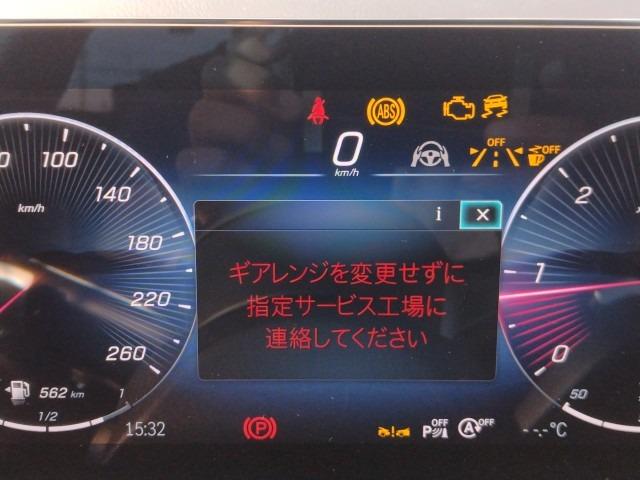 ABS
0
km/h
OFF
OFF
100
140
180
220
260
km/h
2
1
0
i
ギアレンジを変更せずに
指定サービス工場に
連絡してください
562 km
1/2
1
50
15:32
P
OFF
P
A OFF
--.-°C